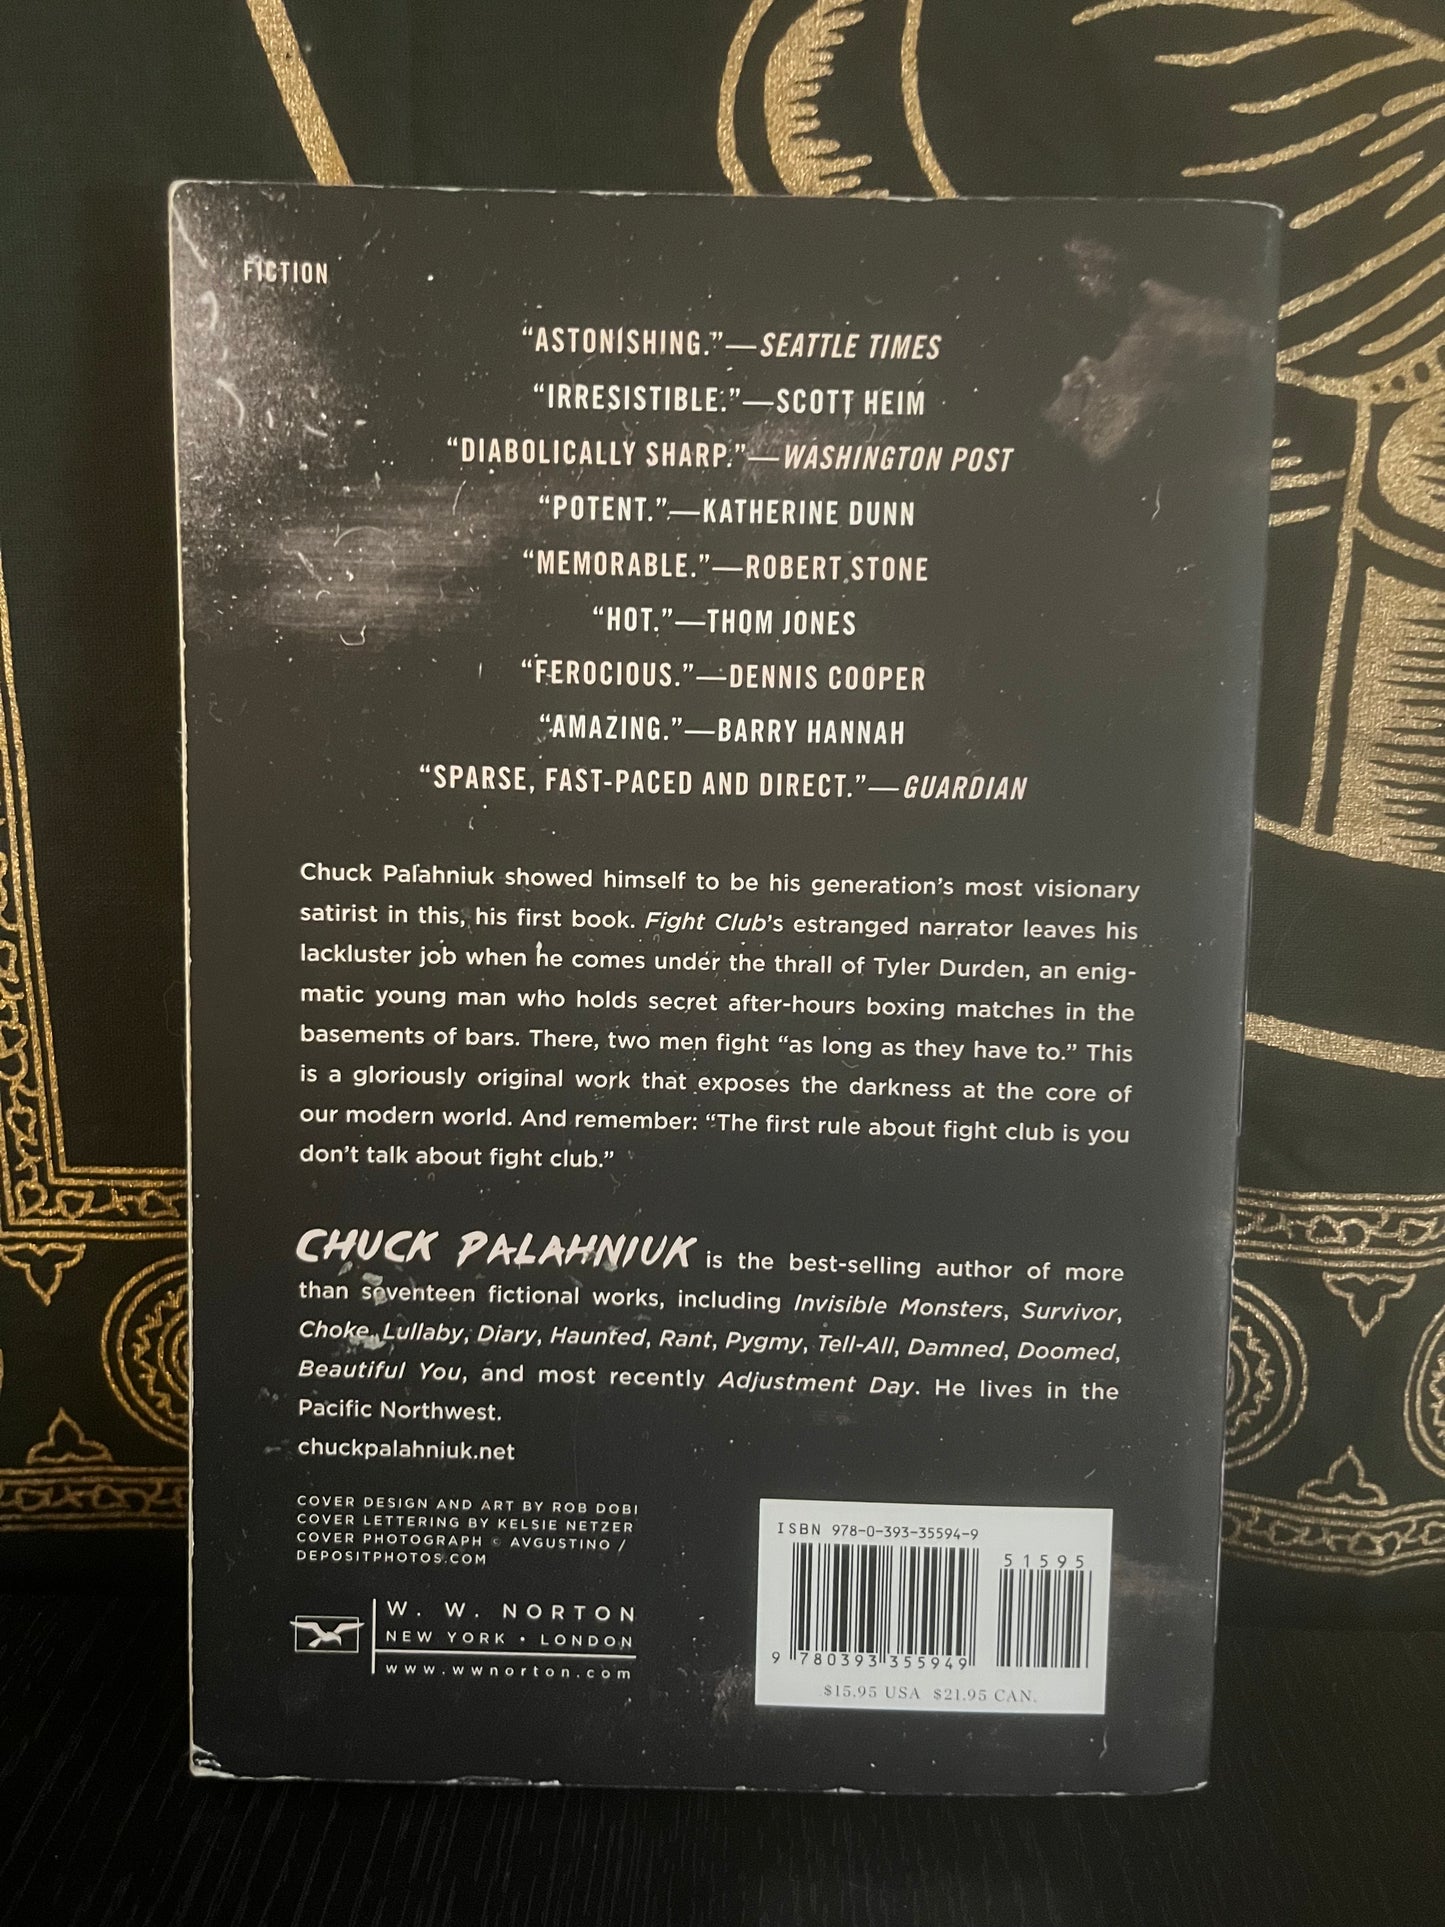 FICTION
“ASTONISHING.”—SEATTLE TIMES
“IRRESISTIBLE.”—SCOTT HEIM
“DIABOLICALLY SHARP.”—WASHINGTON POST
“POTENT.”—KATHERINE DUNN
“MEMORABLE.”—ROBERT STONE
“HOT.”—THOM JONES
“FEROCIOUS.”—DENNIS COOPER
“AMAZING.”—BARRY HANNAH
“SPARSE, FAST-PACED AND DIRECT.”—GUARDIAN
Chuck Palahniuk showed himself to be his generation’s most visionary
satirist in this, his first book. Fight Club’s estranged narrator leaves his
lackluster job when he comes under the thrall of Tyler Durden, an enig-
matic young man who holds secret after-hours boxing matches in the
basements of bars. There, two men fight “as long as they have to.” This
is a gloriously original work that exposes the darkness at the core of
our modern world. And remember: “The first rule about fight club is you
don’t talk about fight club.”
CHUCK PALAHNIUK is the best-selling author of more
than seventeen fictional works, including Invisible Monsters, Survivor,
Choke, Lullaby, Diary, Haunted, Rant, Pygmy, Tell-All, Damned, Doomed,
Beautiful You, and most recently Adjustment Day. He lives in the
Pacific Northwest.
chuckpalahniuk.net
COVER DESIGN AND ART BY ROB DOBI
COVER LETTERING BY KELSIE NETZER
COVER PHOTOGRAPH © AVGUSTINO /
DEPOSITPHOTOS.COM
W. W. NORTON
NEW YORK • LONDON
www.wwnorton.com
ISBN 978-0-393-35594-9
51595
9 780393 355949
$15.95 USA $21.95 CAN.